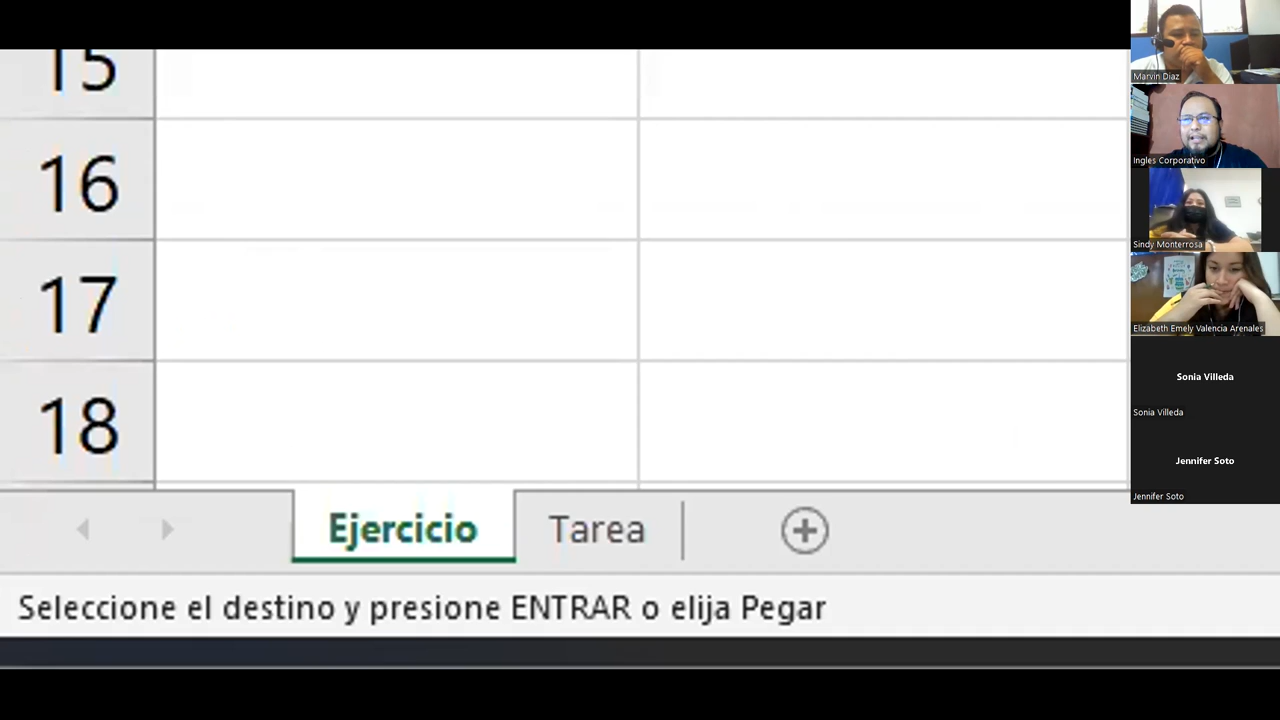 15
16
17
18
Ejercicio Tarea
Seleccione el destino y presione ENTRAR o elija Pegar
Marvin Diaz
Ingles Corporativo
Sindy Monterrosa
Elizabeth Emely Valencia Arenales
Sonia Villeda
Sonia Villeda
Jennifer Soto
Jennifer Soto